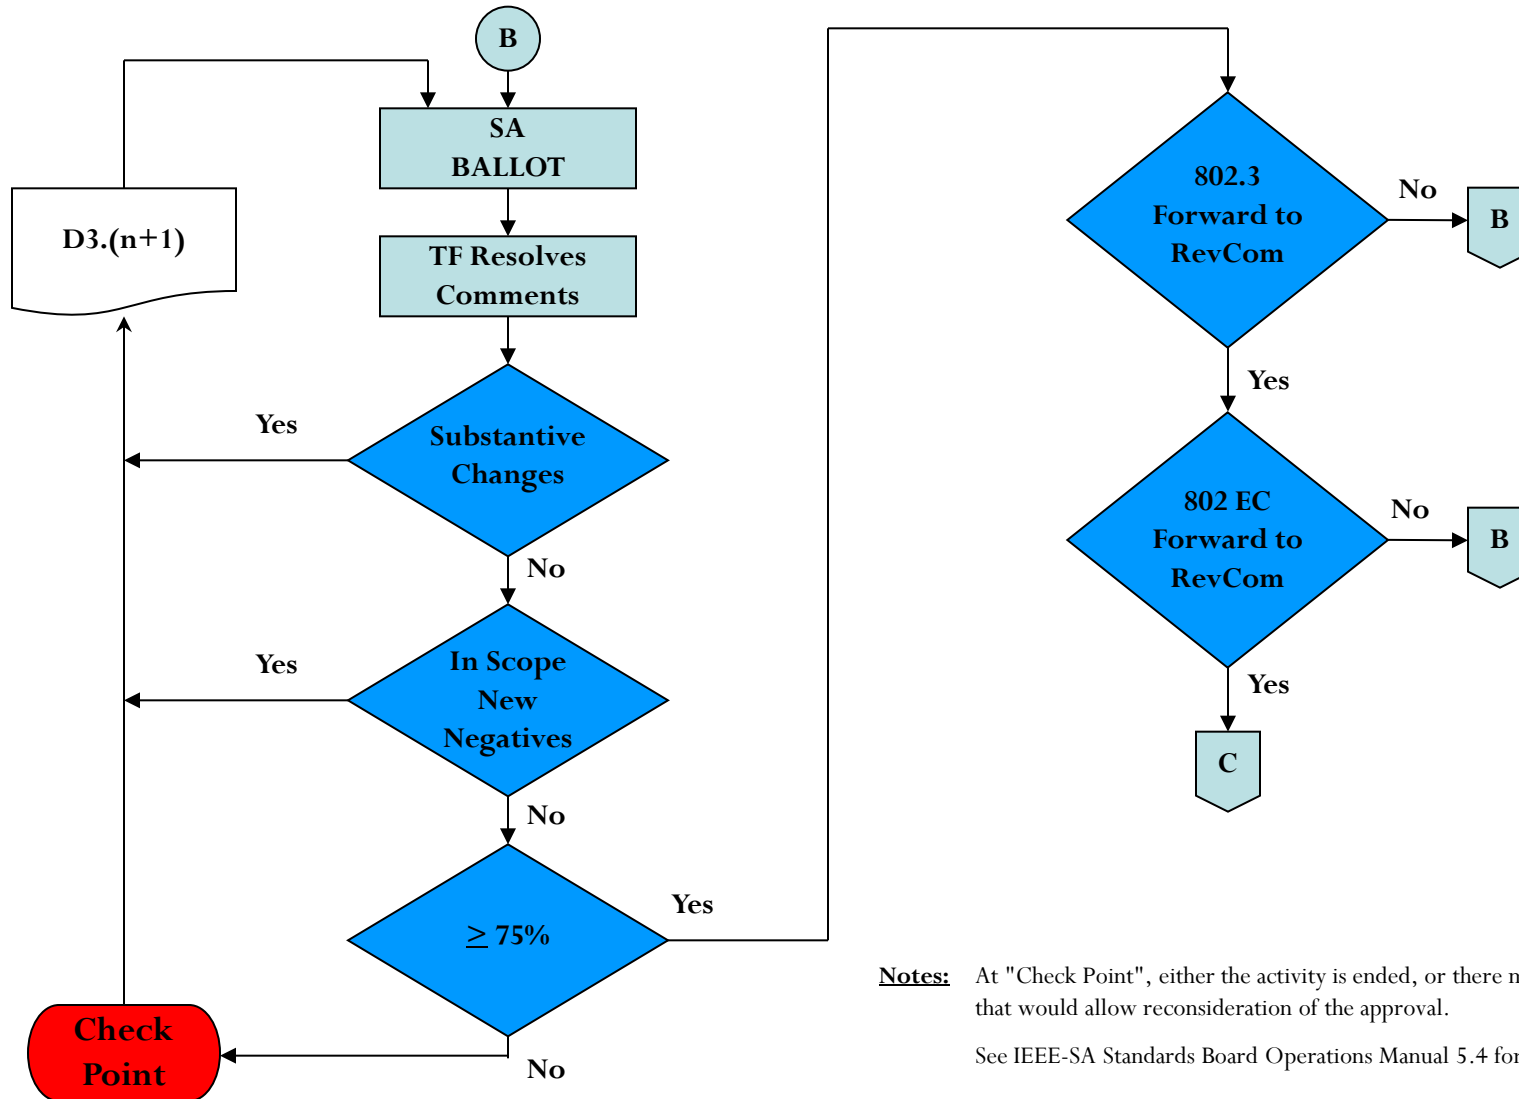 B
SA
BALLOT
D3.(n+1)
TF Resolves
Comments
Yes
Substantive
Changes
No
Yes
In Scope
New
Negatives
No
≥ 75%
Yes
No
Check
Point
802.3
Forward to
RevCom
No
B
Yes
802 EC
Forward to
RevCom
No
B
Yes
C
Notes: At "Check Point", either the activity is ended, or there
that would allow reconsideration of the approval.
See IEEE-SA Standards Board Operations Manual 5.4 for